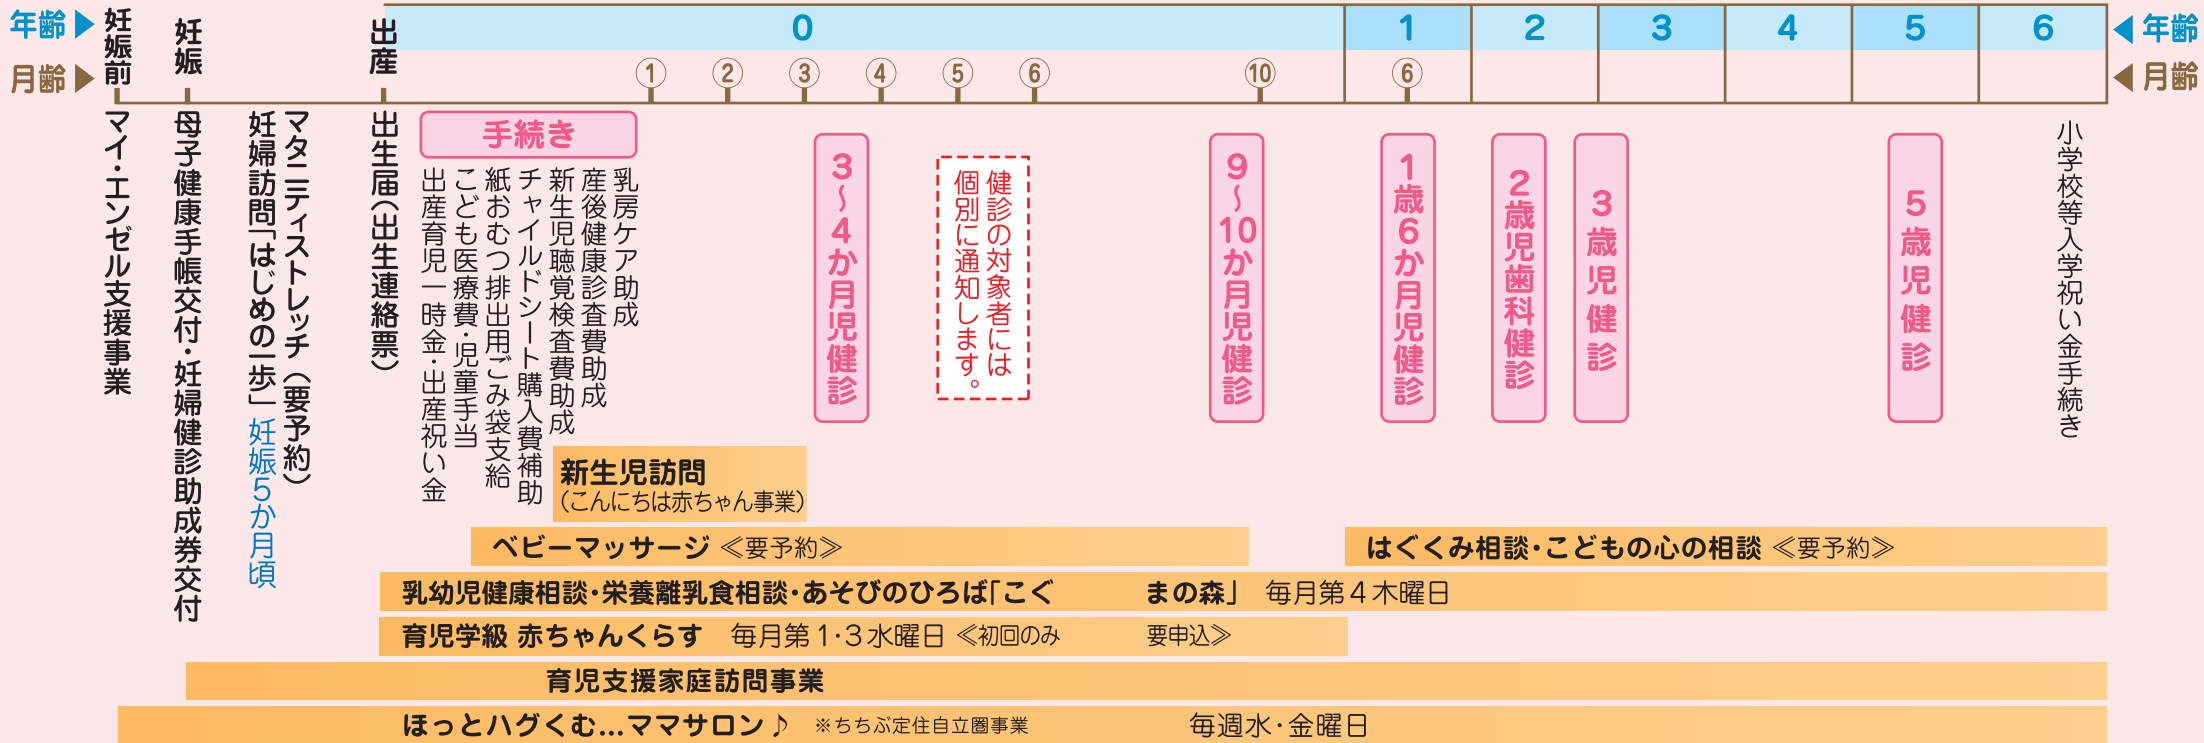 年齢 ▶
月齢 ▶
妊娠前
妊娠
出産
0
1
2
3
4
5
6
◀ 年齢
① ② ③ ④ ⑤ ⑥ ⑩ ⑥
◀ 月齢
マイ・エンゼル支援事業
母子健康手帳交付・妊婦健診助成券交付
マタニティストレッチ（要予約）
妊婦訪問「はじめの一歩」妊娠５か月頃
出生届（出生連絡票）
手続き
乳房ケア助成
産後健康診査費助成
新生児聴覚検査費助成
チャイルドシート購入費補助
紙おむつ排出用ごみ袋支給
こども医療費・児童手当
出産育児一時金・出産祝い金
3～4か月児健診
健診の対象者には
個別に通知します。
9～10か月児健診
1歳6か月児健診
2歳児歯科健診
3歳児健診
5歳児健診
小学校等入学祝い金手続き
新生児訪問
（こんにちは赤ちゃん事業）
ベビーマッサージ ≪要予約≫
はぐくみ相談・こどもの心の相談 ≪要予約≫
乳幼児健康相談・栄養離乳食相談・あそびのひろば「こぐまの森」 毎月第４木曜日
育児学級 赤ちゃんくらす 毎月第１・３水曜日 ≪初回のみ要申込≫
育児支援家庭訪問事業
ほっとハグくむ…ママサロン♪ ※ちちぶ定住自立圏事業 毎週水・金曜日